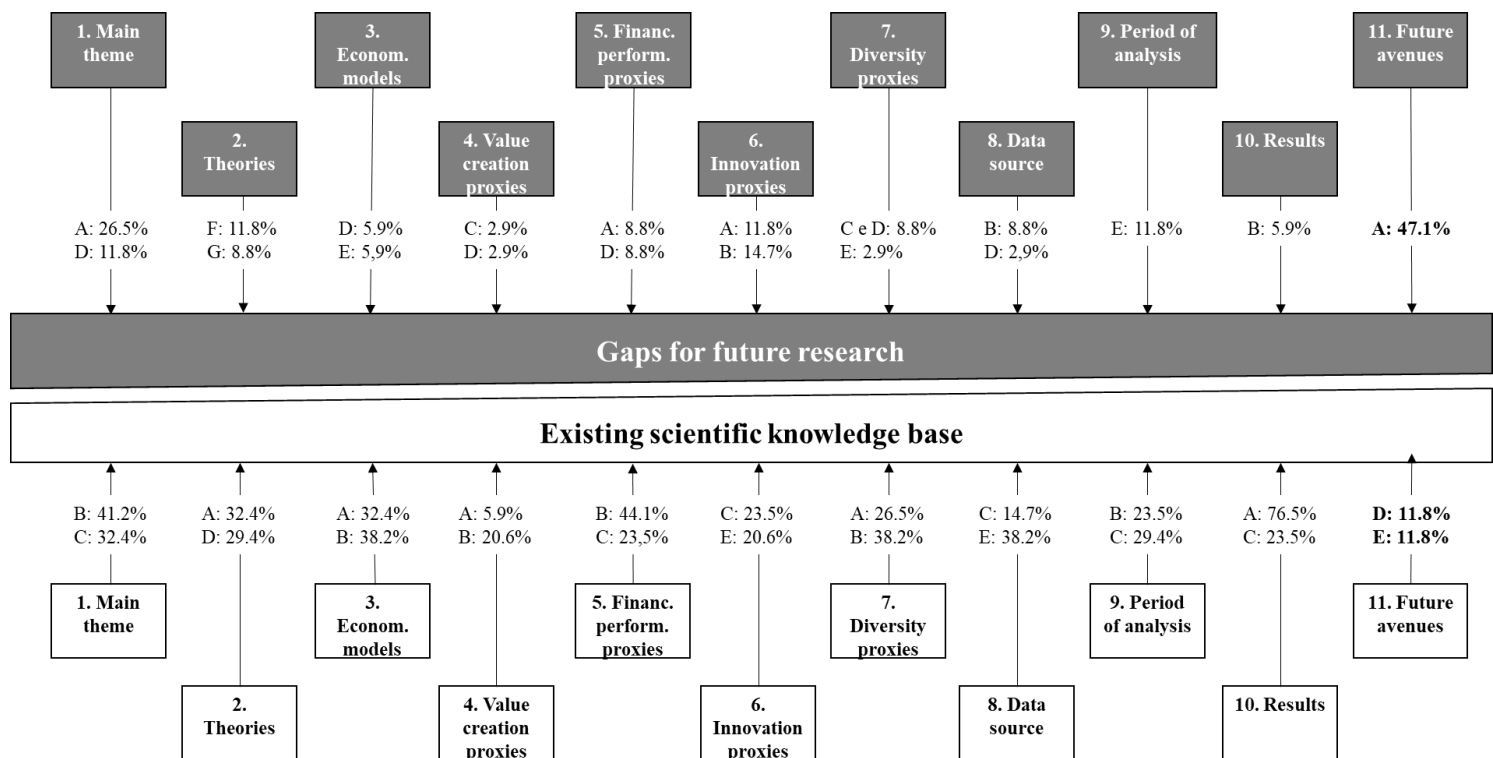 1. Main
theme
3.
Econom.
models
5. Financ.
perform.
proxies
7.
Diversity
proxies
9. Period of
analysis
11. Future
avenues
2.
Theories
4. Value
creation
proxies
6.
Innovation
proxies
8. Data
source
10. Results
A: 26.5%
D: 11.8%
F: 11.8%
G: 8.8%
D: 5.9%
E: 5,9%
C: 2.9%
D: 2.9%
A: 8.8%
D: 8.8%
A: 11.8%
B: 14.7%
C e D: 8.8%
E: 2.9%
B: 8.8%
D: 2,9%
E: 11.8%
B: 5.9%
A: 47.1%
Gaps for future research
Existing scientific knowledge base
B: 41.2%
C: 32.4%
A: 32.4%
D: 29.4%
A: 32.4%
B: 38.2%
A: 5.9%
B: 20.6%
B: 44.1%
C: 23,5%
C: 23.5%
E: 20.6%
A: 26.5%
B: 38.2%
C: 14.7%
E: 38.2%
B: 23.5%
C: 29.4%
A: 76.5%
C: 23.5%
D: 11.8%
E: 11.8%
1. Main
theme
3.
Econom.
models
5. Financ.
perform.
proxies
7.
Diversity
proxies
9. Period
of analysis
11. Future
avenues
2.
Theories
4. Value
creation
proxies
6.
Innovation
proxies
8. Data
source
10. Results